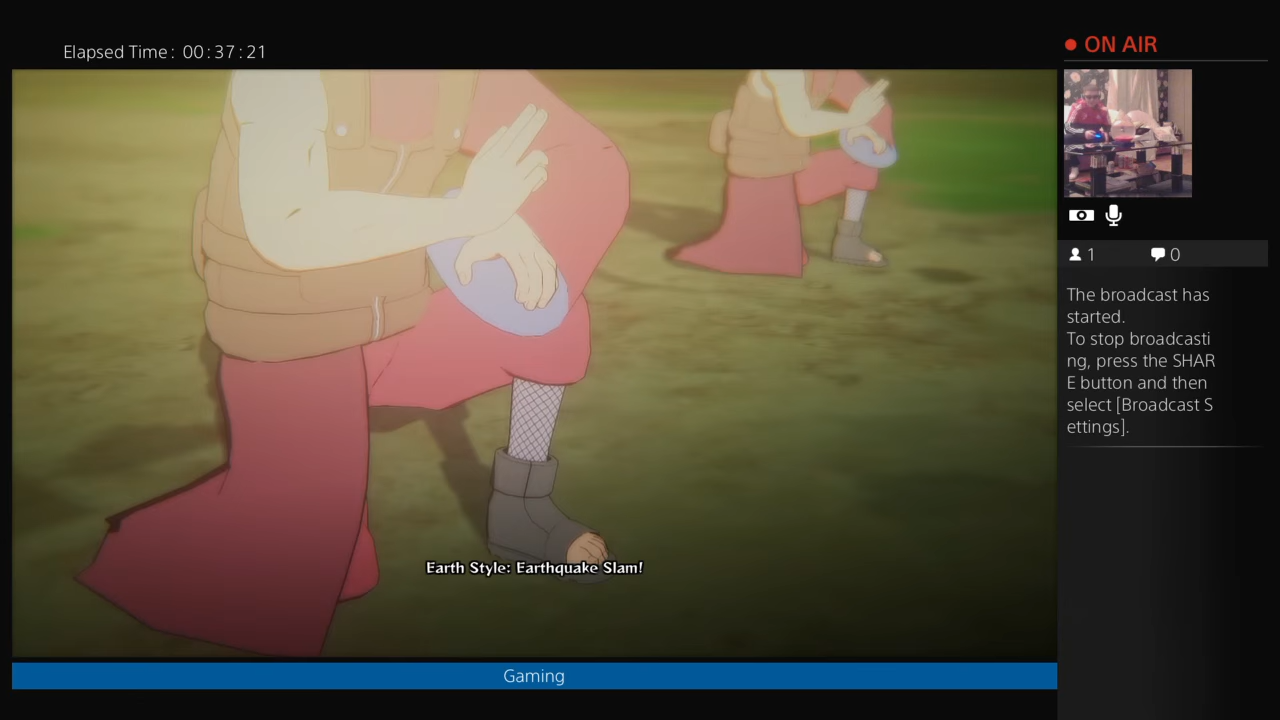 Elapsed Time: 00:37:21
ON AIR
1
0
The broadcast has
started.
To stop broadcasti
ng, press the SHAR
E button and then
select [Broadcast S
ettings].
Earth Style: Earthquake Slam!
Gaming